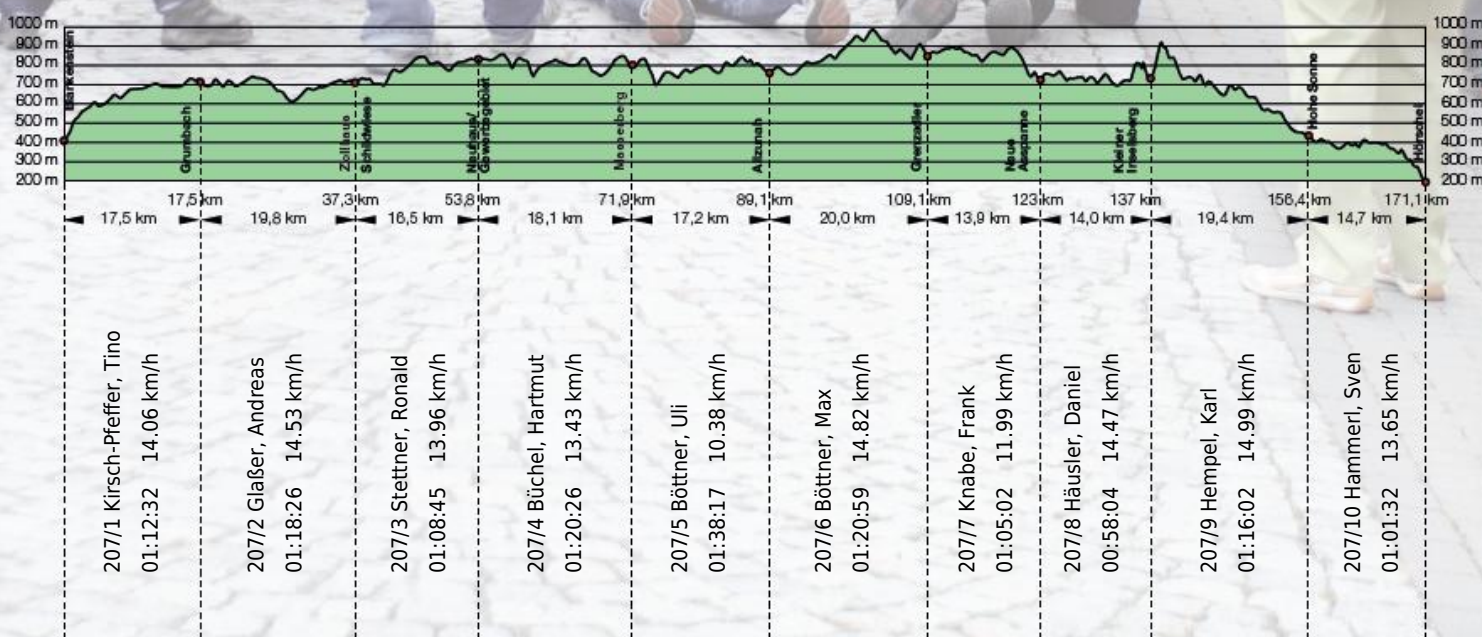 1000 m
900 m
800 m
700 m
600 m
500 m
400 m
300 m
200 m
1000 m
900 m
800 m
700 m
600 m
500 m
400 m
300 m
200 m
Blankenstein
Grumbach
Zollhaus
Schildwiese
Neuhaus/
Masserberg
Allzunah
Grenzadler
Neue
Ausspanne
Kleiner
Inselsberg
Hohe Sonne
Hörschel
17,5 km
37,3 km
53,8 km
71,9 km
89,1 km
109,1 km
123 km
137 km
156,4 km
171,1 km
17,5 km
19,8 km
16,5 km
18,1 km
17,2 km
20,0 km
13,9 km
14,0 km
19,4 km
14,7 km
207/1 Kirsch-Pfeffer, Tino
01:12:32 14.06 km/h
207/2 Glaßer, Andreas
01:18:26 14.53 km/h
207/3 Stettner, Ronald
01:08:45 13.96 km/h
207/4 Büchel, Hartmut
01:20:26 13.43 km/h
207/5 Böttner, Uli
01:38:17 10.38 km/h
207/6 Böttner, Max
01:20:59 14.82 km/h
207/7 Knabe, Frank
01:05:02 11.99 km/h
207/8 Häusler, Daniel
00:58:04 14.47 km/h
207/9 Hempel, Karl
01:16:02 14.99 km/h
207/10 Hammerl, Sven
01:01:32 13.65 km/h